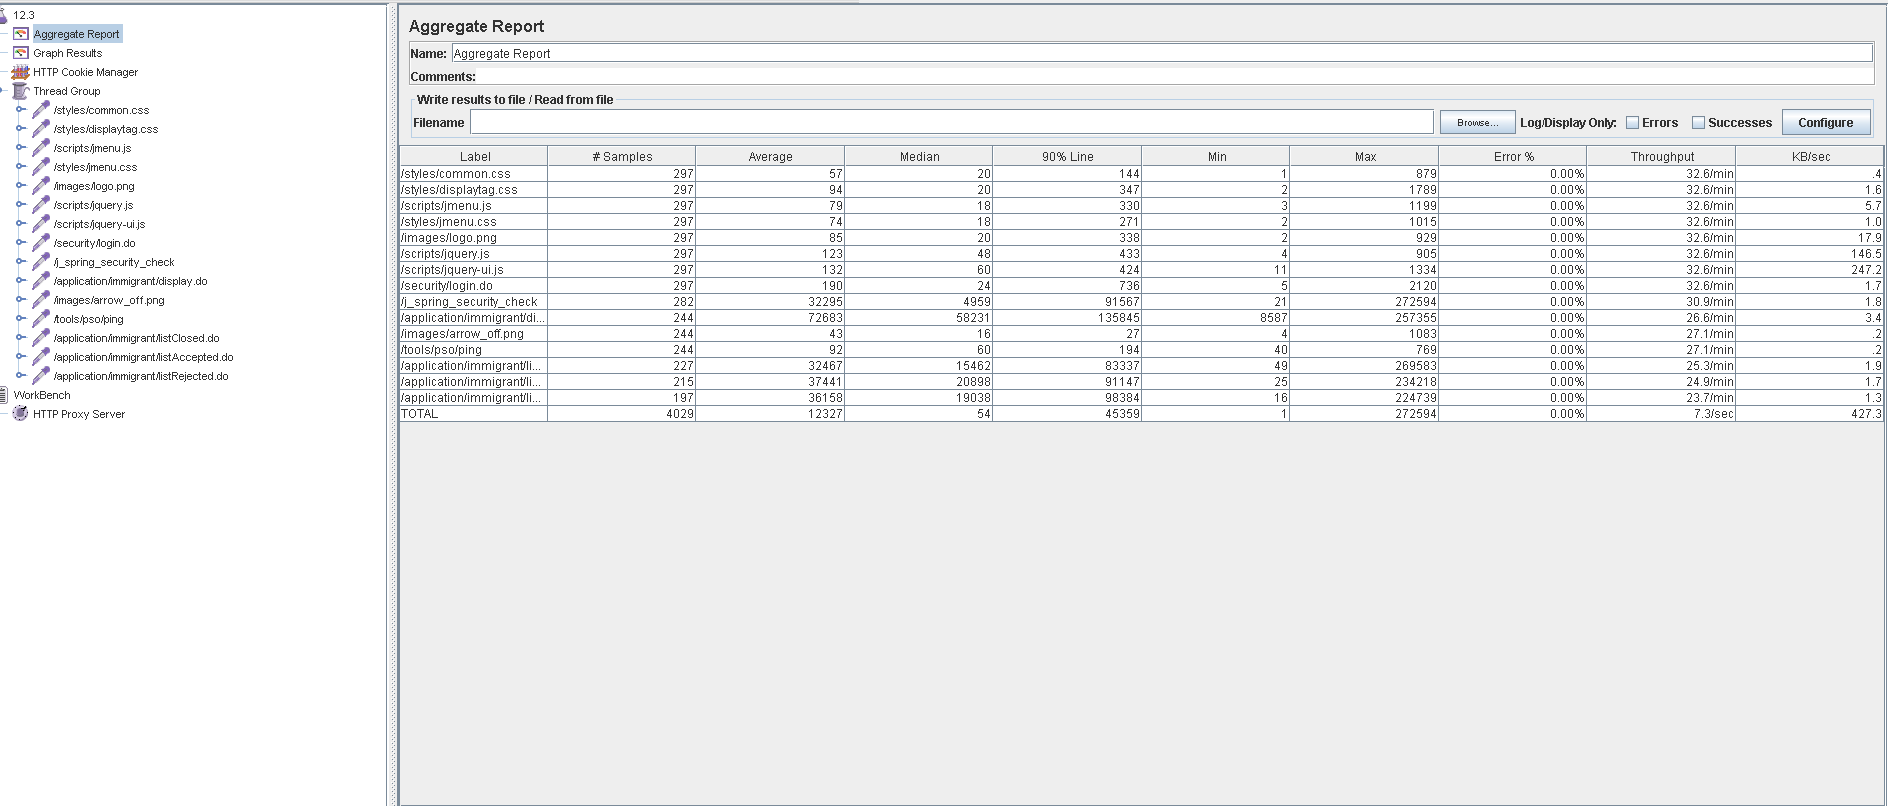 12.3
Aggregate Report
Graph Results
HTTP Cookie Manager
Thread Group
/styles/common.css
/styles/displaytag.css
/scripts/jmenu.js
/styles/jmenu.css
/images/logo.png
/scripts/jquery.js
/scripts/jquery-ui.js
/security/login.do
/j_spring_security_check
/application/immigrant/display.do
/images/arrow_off.png
/tools/pso/ping
/application/immigrant/listClosed.do
/application/immigrant/listAccepted.do
/application/immigrant/listRejected.do
WorkBench
HTTP Proxy Server
Aggregate Report
Name: Aggregate Report
Comments:
Write results to file / Read from file
Filename Browse... Log/Display Only: Errors Successes Configure
Label # Samples Average Median 90% Line Min Max Error % Throughput KB/sec
/styles/common.css 297 57 20 144 1 879 0.00% 32.6/min .4
/styles/displaytag.css 297 94 20 347 2 1789 0.00% 32.6/min 1.6
/scripts/jmenu.js 297 79 18 330 3 1199 0.00% 32.6/min 5.7
/styles/jmenu.css 297 74 18 271 2 1015 0.00% 32.6/min 1.0
/images/logo.png 297 85 20 338 2 929 0.00% 32.6/min 17.9
/scripts/jquery.js 297 123 48 433 4 905 0.00% 32.6/min 146.5
/scripts/jquery-ui.js 297 132 60 424 11 1334 0.00% 32.6/min 247.2
/security/login.do 297 190 24 736 5 2120 0.00% 32.6/min 1.7
/j_spring_security_check 282 32295 4959 91567 21 272594 0.00% 30.9/min 1.8
/application/immigrant/di... 244 72683 58231 135845 8587 257355 0.00% 26.6/min 3.4
/images/arrow_off.png 244 43 16 27 4 1083 0.00% 27.1/min .2
/tools/pso/ping 244 92 60 194 40 769 0.00% 27.1/min .2
/application/immigrant/li... 227 32467 15462 83337 49 269583 0.00% 25.3/min 1.9
/application/immigrant/li... 215 37441 20898 91147 25 234218 0.00% 24.9/min 1.7
/application/immigrant/li... 197 36158 19038 98384 16 224739 0.00% 23.7/min 1.3
TOTAL 4029 12327 54 45359 1 272594 0.00% 7.3/sec 427.3